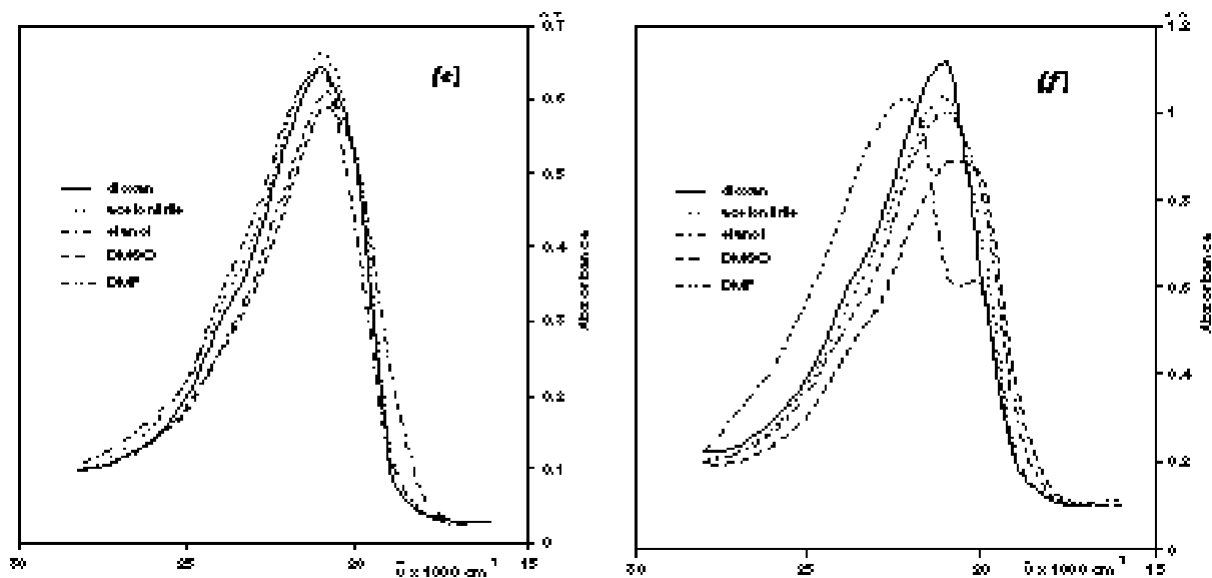 [e]
dioxan
acetonitrile
etanol
DMSO
DMF
0.7
0.6
0.5
0.4
0.3
0.2
0.1
0
Absorbance
30
25
20
15
ῡ x 1000 cm⁻¹
[f]
dioxan
acetonitrile
etanol
DMSO
DMF
1.2
1
0.8
0.6
0.4
0.2
0
Absorbance
30
25
20
15
ῡ x 1000 cm⁻¹